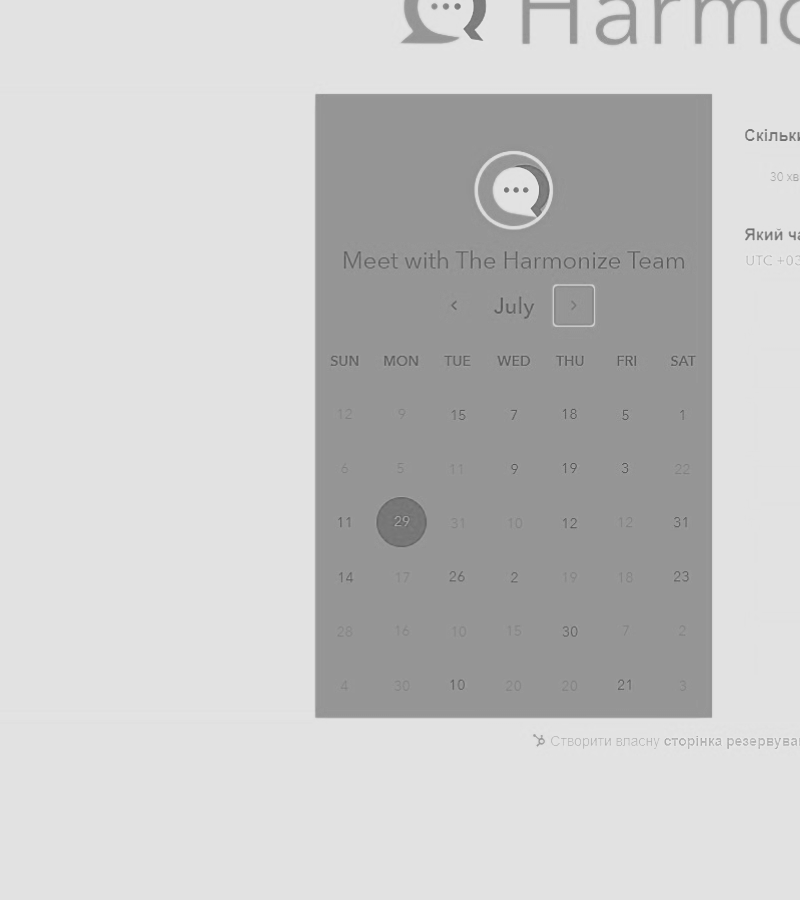 Harmo
Скільки
30 хв
Який ча
UTC +03
Meet with The Harmonize Team
July
SUN MON TUE WED THU FRI SAT
12 9 15 7 18 5 1
6 5 11 9 19 3 22
11 29 31 10 12 12 31
14 17 26 2 19 18 23
28 16 10 15 30 7 2
4 30 10 20 20 21 3
Створити власну сторінка резервува